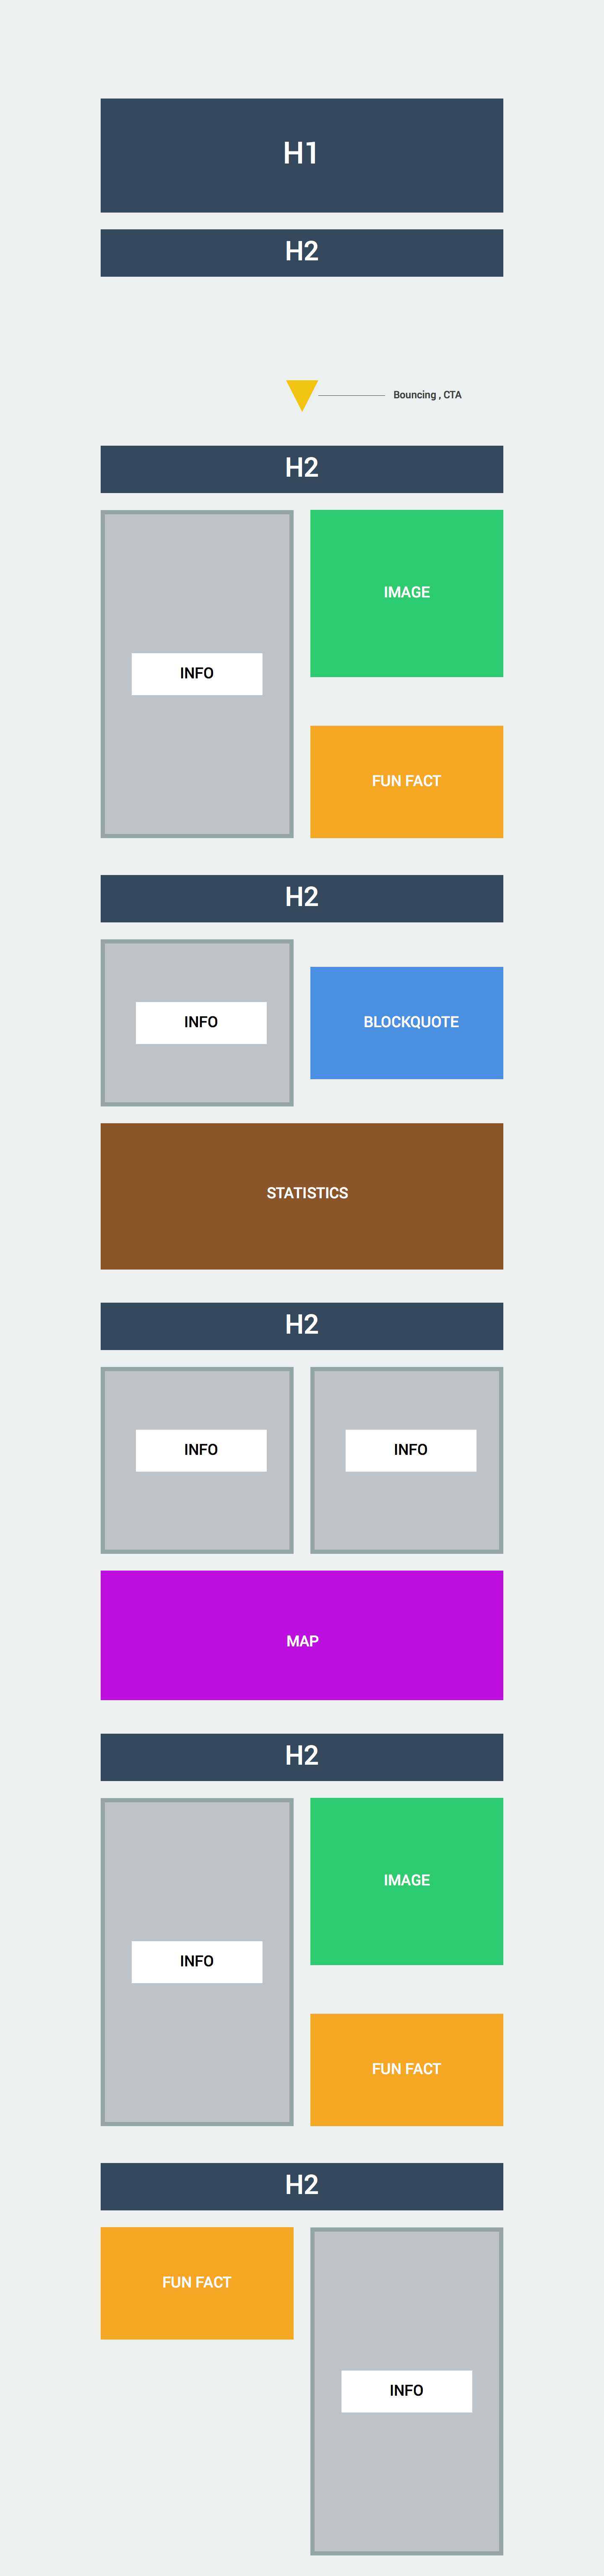 H1
H2
Bouncing , CTA
H2
INFO
IMAGE
FUN FACT
H2
INFO
BLOCKQUOTE
STATISTICS
H2
INFO
INFO
MAP
H2
INFO
IMAGE
FUN FACT
H2
FUN FACT
INFO